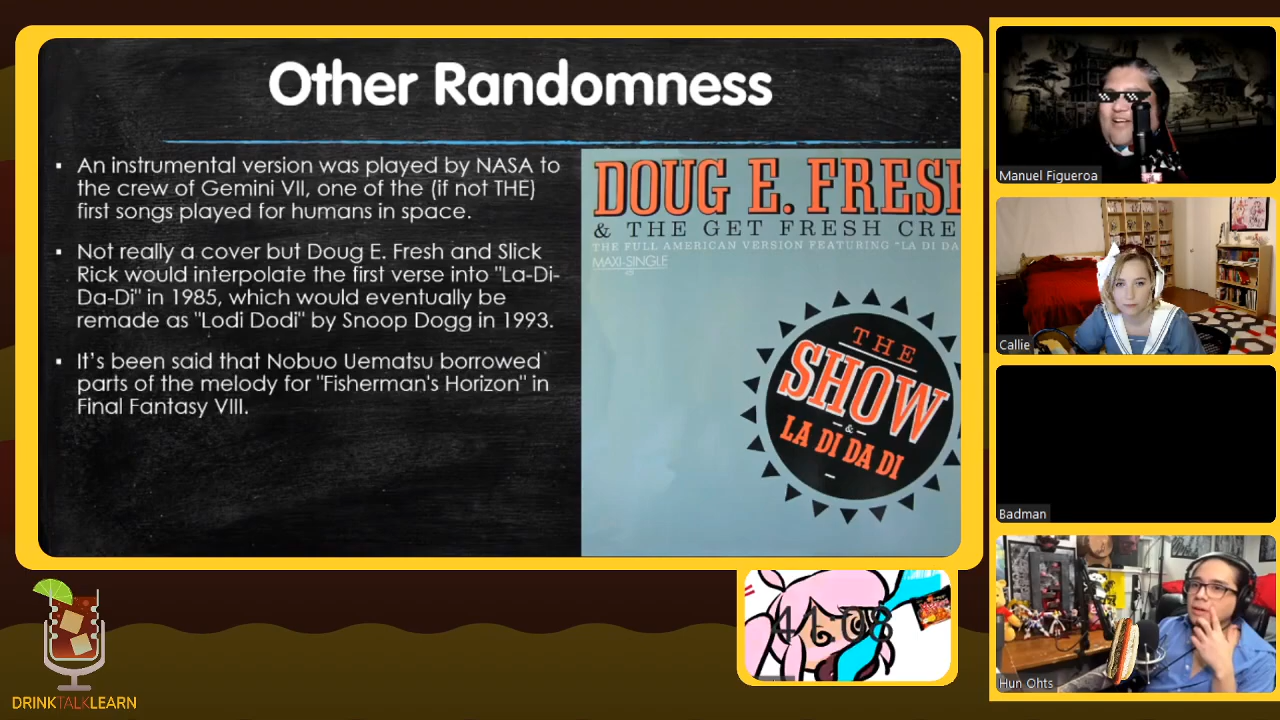 Other Randomness
An instrumental version was played by NASA to
the crew of Gemini VII, one of the (if not THE)
first songs played for humans in space.
Not really a cover but Doug E. Fresh and Slick
Rick would interpolate the first verse into "La-Di-
Da-Di" in 1985, which would eventually be
remade as "Lodi Dodi" by Snoop Dogg in 1993.
It's been said that Nobuo Uematsu borrowed
parts of the melody for "Fisherman's Horizon" in
Final Fantasy VIII.
DOUG E. FRESH
& THE GET FRESH CRE
THE FULL AMERICAN VERSION FEATURING "LA DI DA
MAXI-SINGLE
THE
SHOW
- & -
LA DI DA DI
Manuel Figueroa
Callie
Badman
Hun Ohts
DRINKTALKLEARN